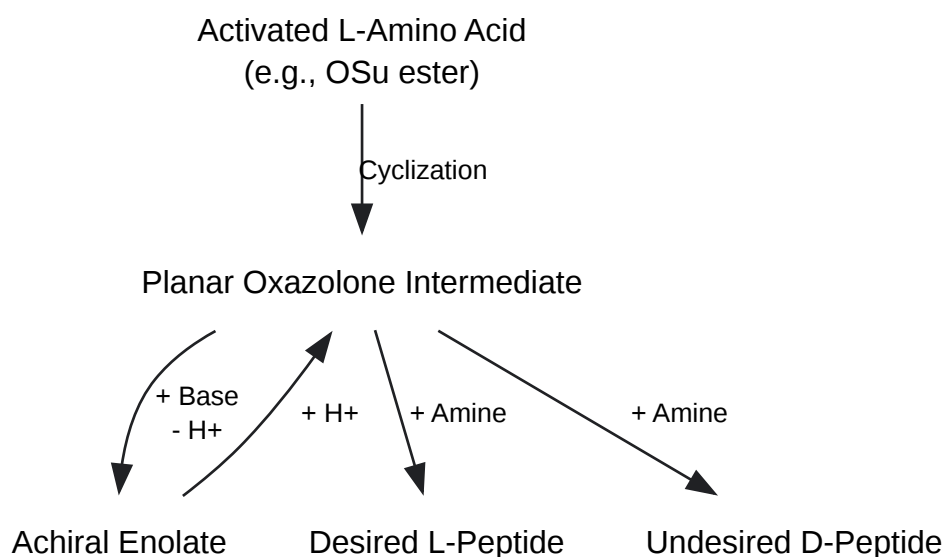 Activated L-Amino Acid
(e.g., OSu ester)
Cyclization
Planar Oxazolone Intermediate
+ Base
- H+
+ H+
+ Amine
+ Amine
Achiral Enolate
Desired L-Peptide
Undesired D-Peptide